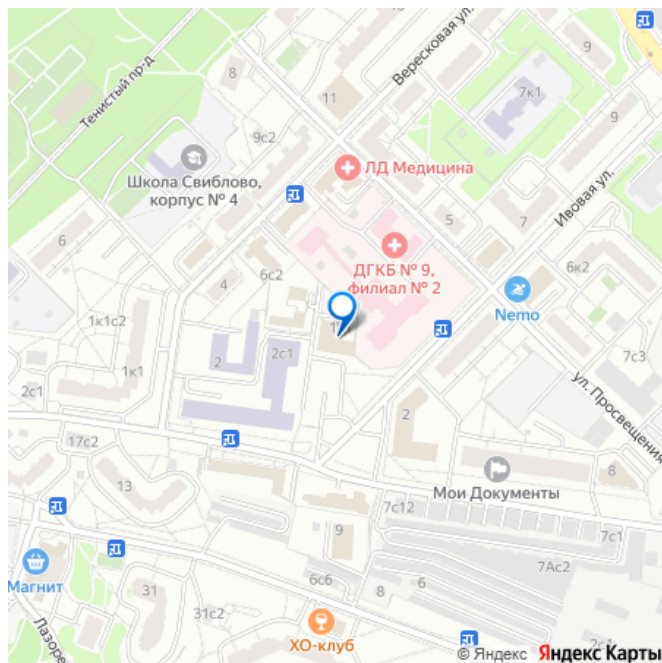 Вересковая ул.
9
8
11
7к1
Тенистый пр-д
9
9с2
ЛД Медицина
Школа Свиблово,
корпус № 4
Ивовая ул.
5
7
6
ДГКБ № 9,
филиал № 2
6к2
6с2
4
Nemo
1к1с2
2с1
2
7с3
1к1
2с1
ул. Просвещения
2
17с2
8
Мои Документы
13
7с12
9
7с1
7Ас2
Магнит
31
6с6
8
6
31с2
Лазоре
ХО-клуб
© Яндекс Яндекс Карты